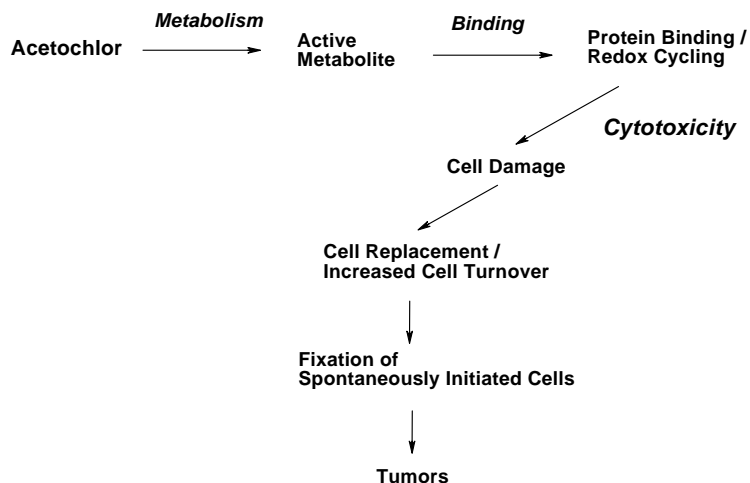 Metabolism
Acetochlor
Active
Metabolite
Binding
Protein Binding /
Redox Cycling
Cytotoxicity
Cell Damage
Cell Replacement /
Increased Cell Turnover
Fixation of
Spontaneously Initiated Cells
Tumors